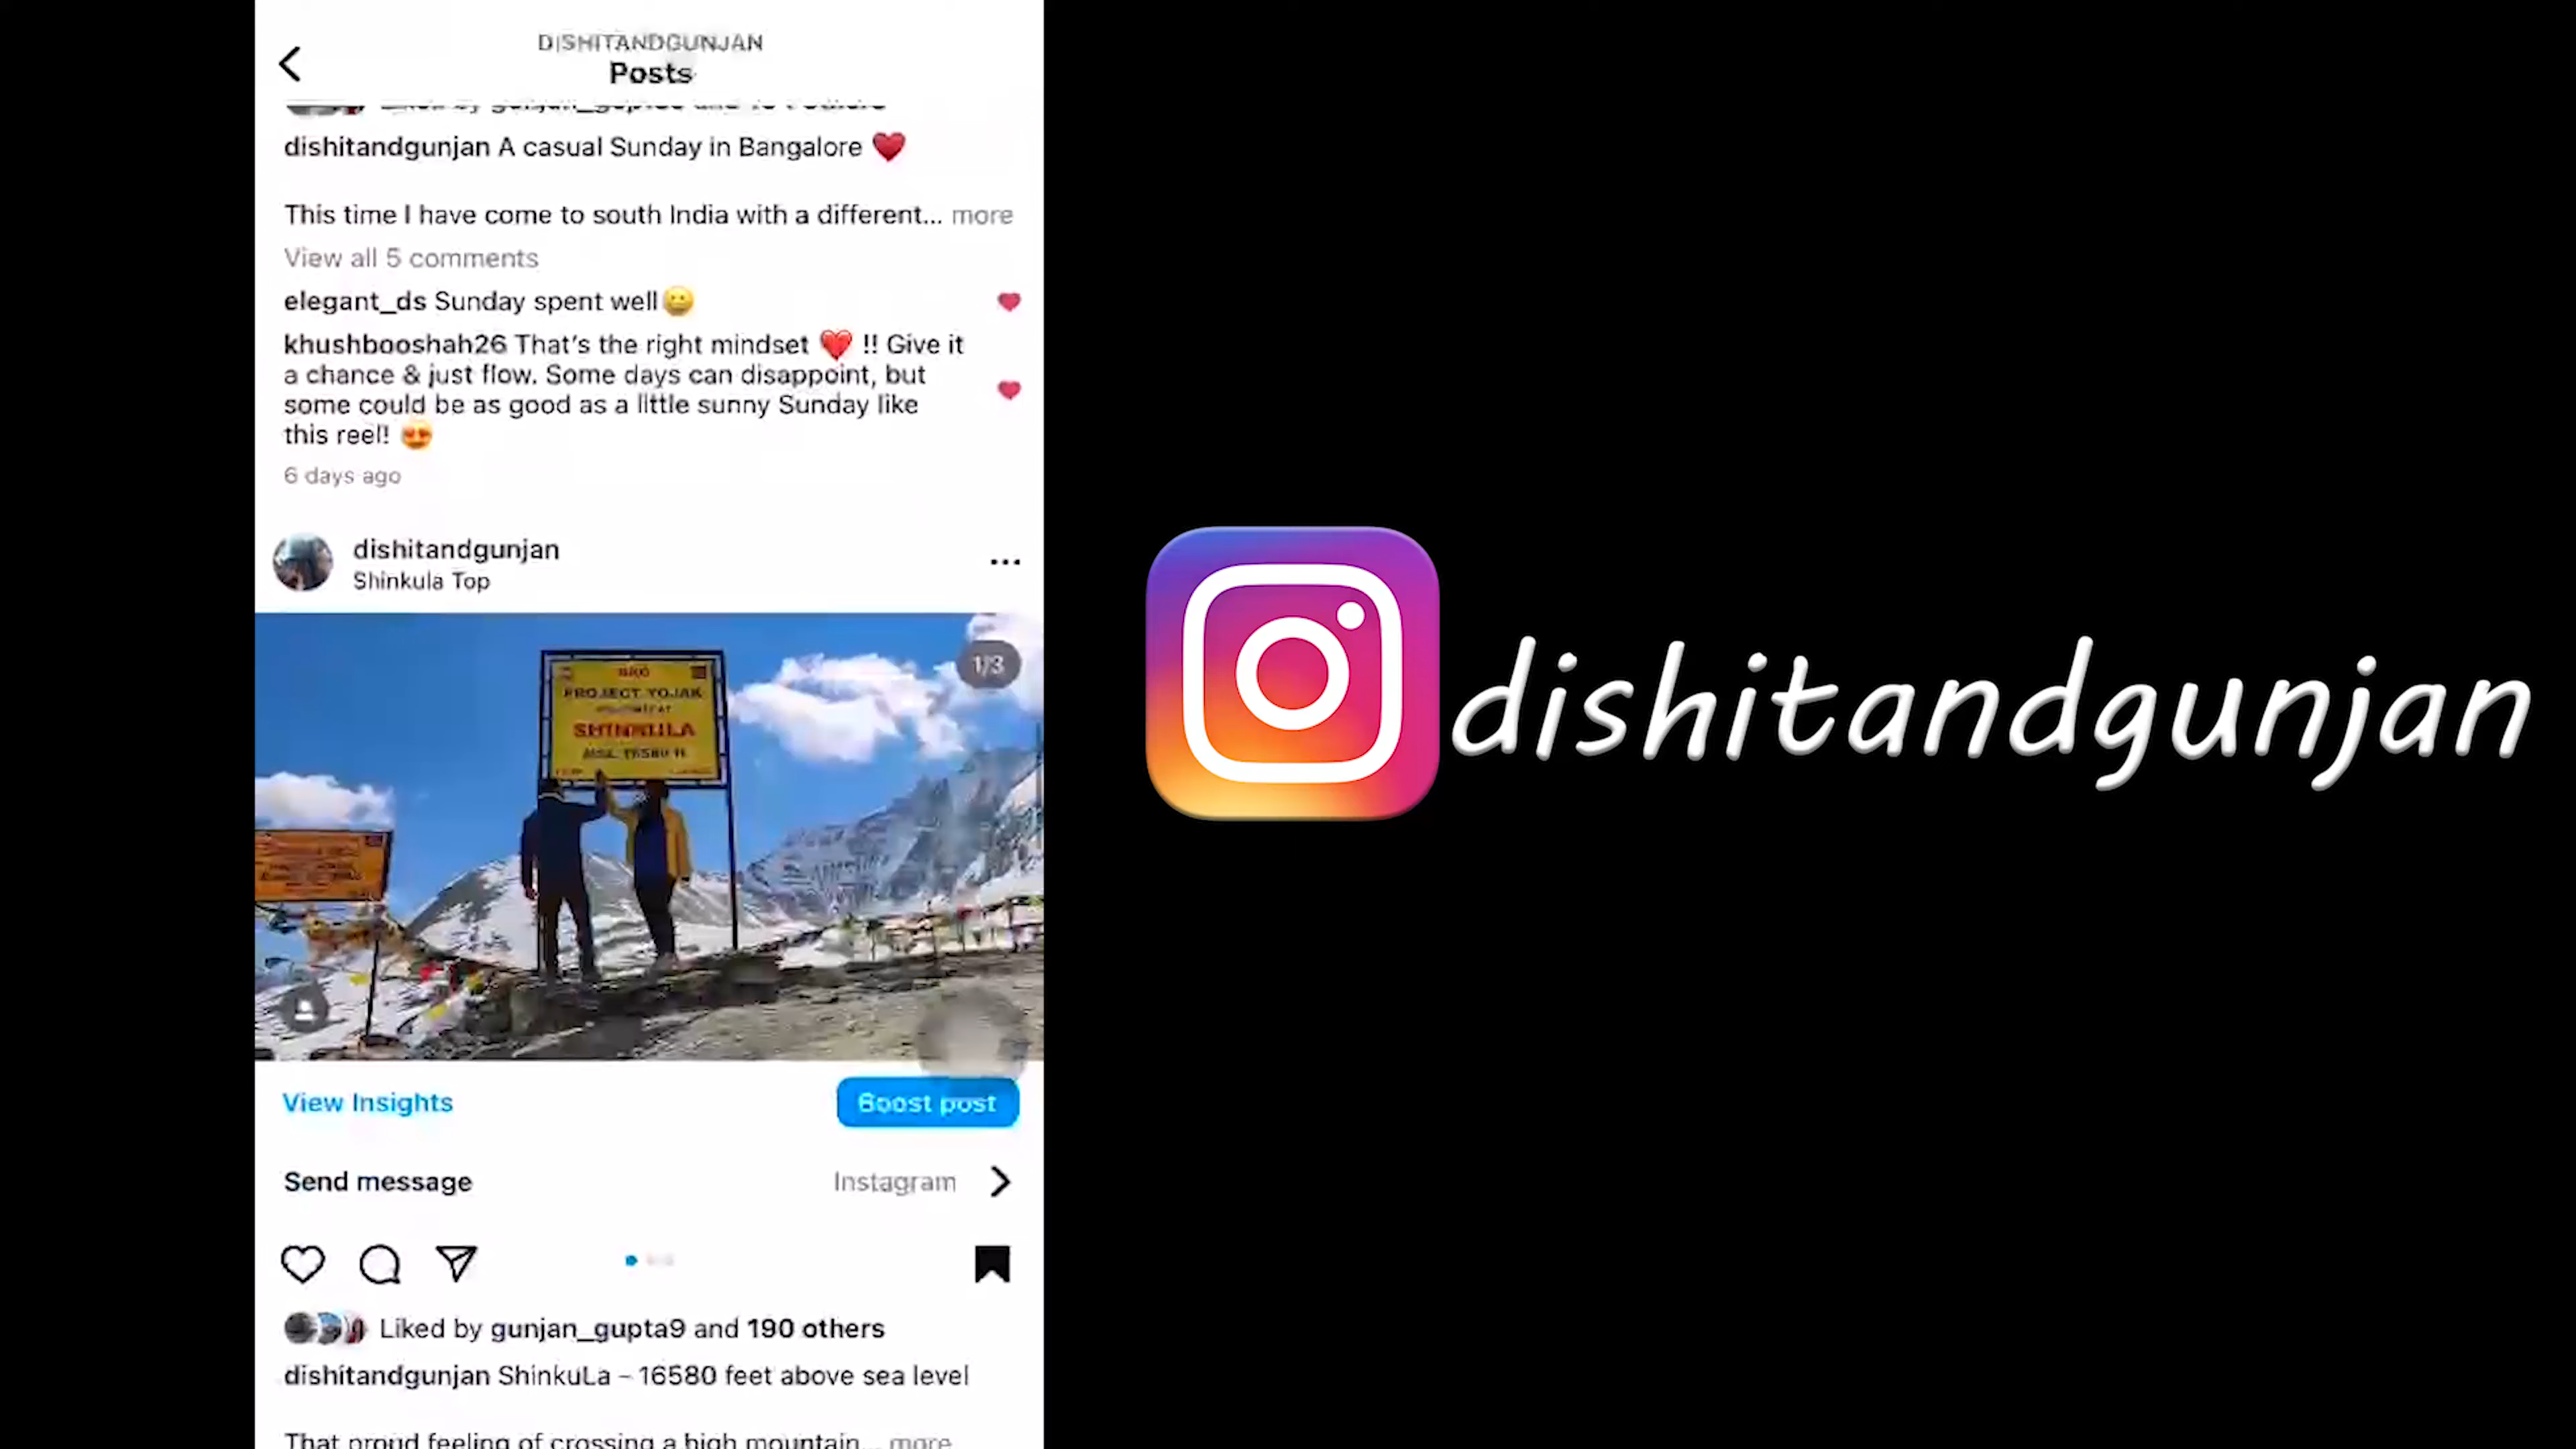 DISHITANDGUNJAN
Posts
dishitandgunjan A casual Sunday in Bangalore ❤️
This time I have come to south India with a different... more
View all 5 comments
elegant_ds Sunday spent well
khushbooshah26 That's the right mindset ❤️ !! Give it
a chance & just flow. Some days can disappoint, but
some could be as good as a little sunny Sunday like
this reel! 😍
6 days ago
dishitandgunjan
Shinkula Top
1/3
PROJECT YOJAK
SHINKULA
View Insights
Boost post
Send message
Instagram
Liked by gunjan_gupta9 and 190 others
dishitandgunjan ShinkuLa – 16580 feet above sea level
That proud feeling of crossing a high mountain... more
dishitandgunjan